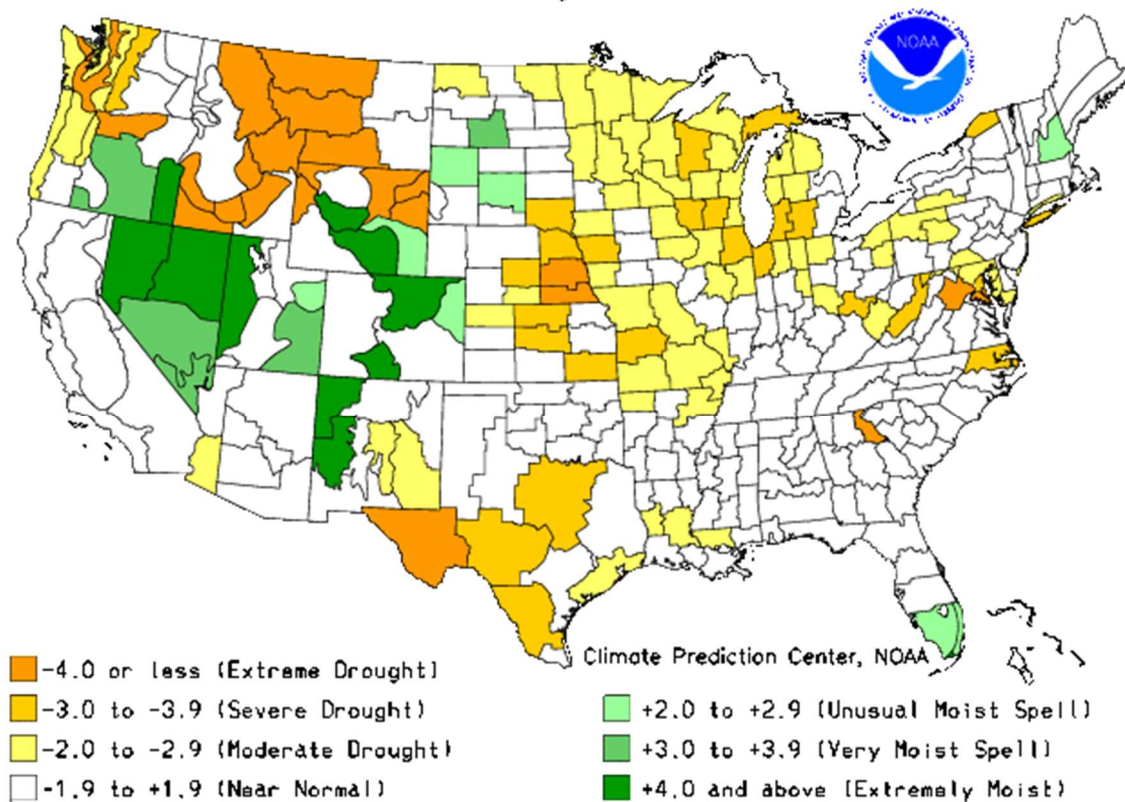 NOAA
Climate Prediction Center, NOAA
-4.0 or less (Extreme Drought)
-3.0 to -3.9 (Severe Drought)
-2.0 to -2.9 (Moderate Drought)
-1.9 to +1.9 (Near Normal)
+2.0 to +2.9 (Unusual Moist Spell)
+3.0 to +3.9 (Very Moist Spell)
+4.0 and above (Extremely Moist)